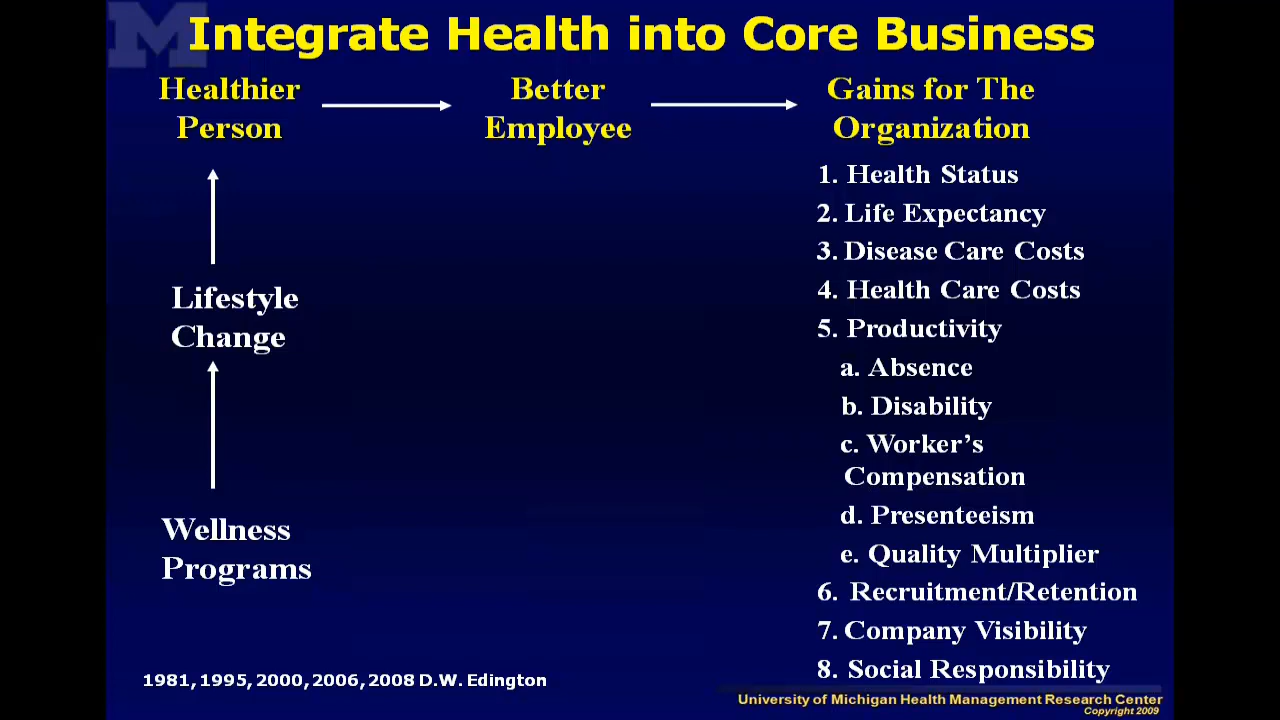 M
Integrate Health into Core Business
Healthier
Person
Better
Employee
Gains for The
Organization
1. Health Status
2. Life Expectancy
3. Disease Care Costs
4. Health Care Costs
5. Productivity
a. Absence
b. Disability
c. Worker’s
Compensation
d. Presenteeism
e. Quality Multiplier
6. Recruitment/Retention
7. Company Visibility
8. Social Responsibility
Lifestyle
Change
Wellness
Programs
1981, 1995, 2000, 2006, 2008 D.W. Edington
University of Michigan Health Management Research Center
Copyright 2009